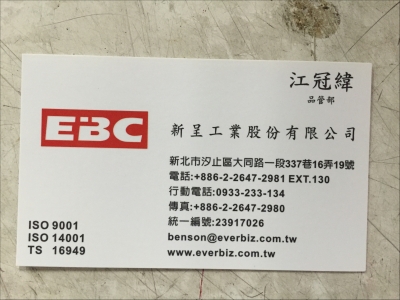 江冠緯
品管部
EBC
新呈工業股份有限公司
新北市汐止區大同路一段337巷16弄19號
電話:+886-2-2647-2981 EXT.130
行動電話:0933-233-134
傳真:+886-2-2647-2980
統一編號:23917026
benson@everbiz.com.tw
www.everbiz.com.tw
ISO 9001
ISO 14001
TS 16949